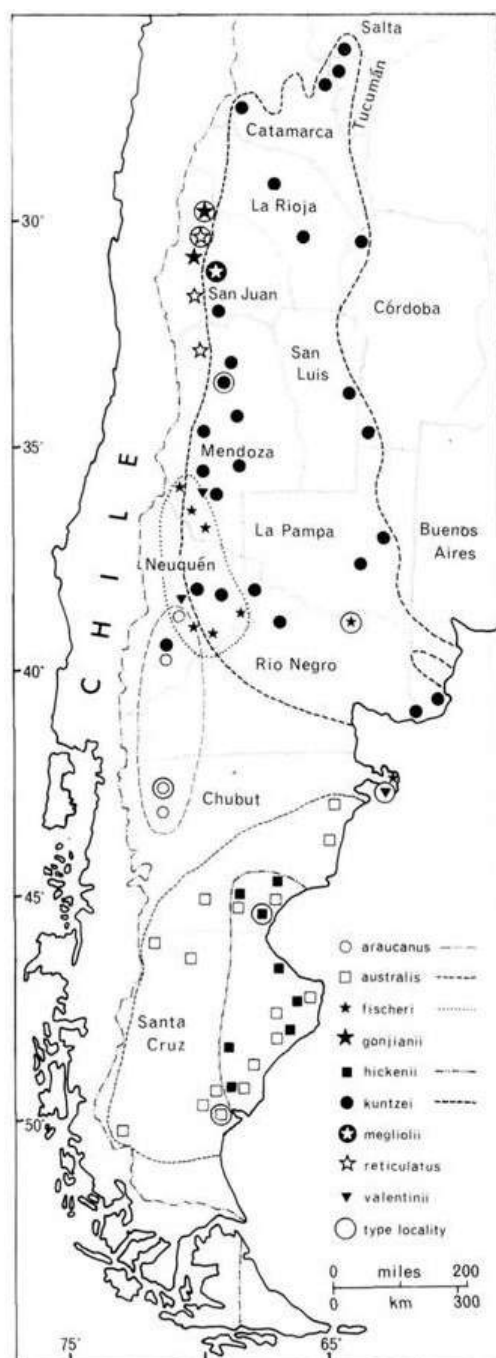 Salta
Tucumán
Catamarca
La Rioja
30°
San Juan
Córdoba
San
Luis
35°
Mendoza
CHILE
La Pampa
Buenos
Aires
Neuquén
Rio Negro
40°
Chubut
45°
araucanus
australis
fischeri
gonjianii
Santa
Cruz
hickenii
kuntzei
50°
megliolii
reticulatus
valentinii
type locality
0 miles 200
0 km 300
75°
65°